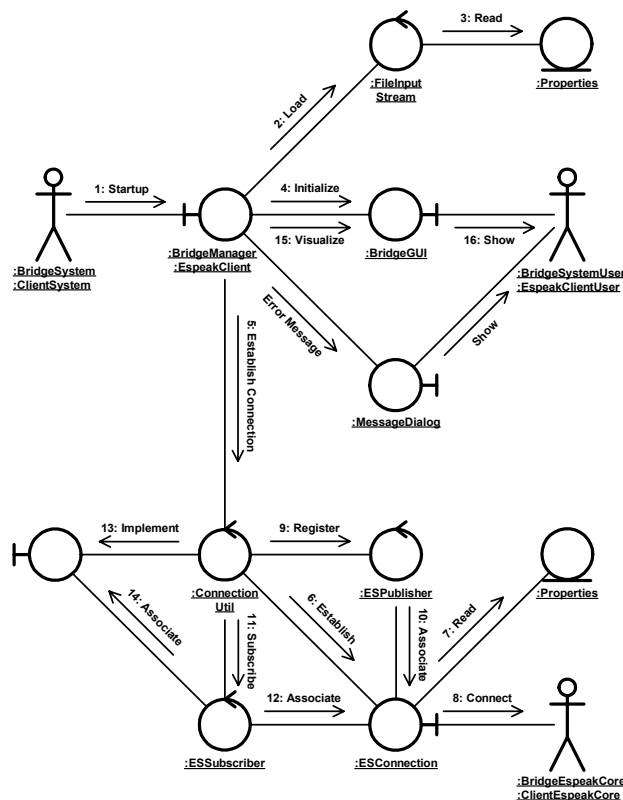 3: Read
:FileInput
Stream
:Properties
2: Load
1: Startup
4: Initialize
15: Visualize
16: Show
:BridgeSystem
:ClientSystem
:BridgeManager
:EspeakClient
:BridgeGUI
:BridgeSystemUser
:EspeakClientUser
Error Message
Show
5: Establish Connection
:MessageDialog
13: Implement
9: Register
:Connection
Util
:ESPublisher
:Properties
14: Associate
11: Subscribe
6: Establish
10: Associate
7: Read
12: Associate
8: Connect
:ESSubscriber
:ESConnection
:BridgeEspeakCore
:ClientEspeakCore